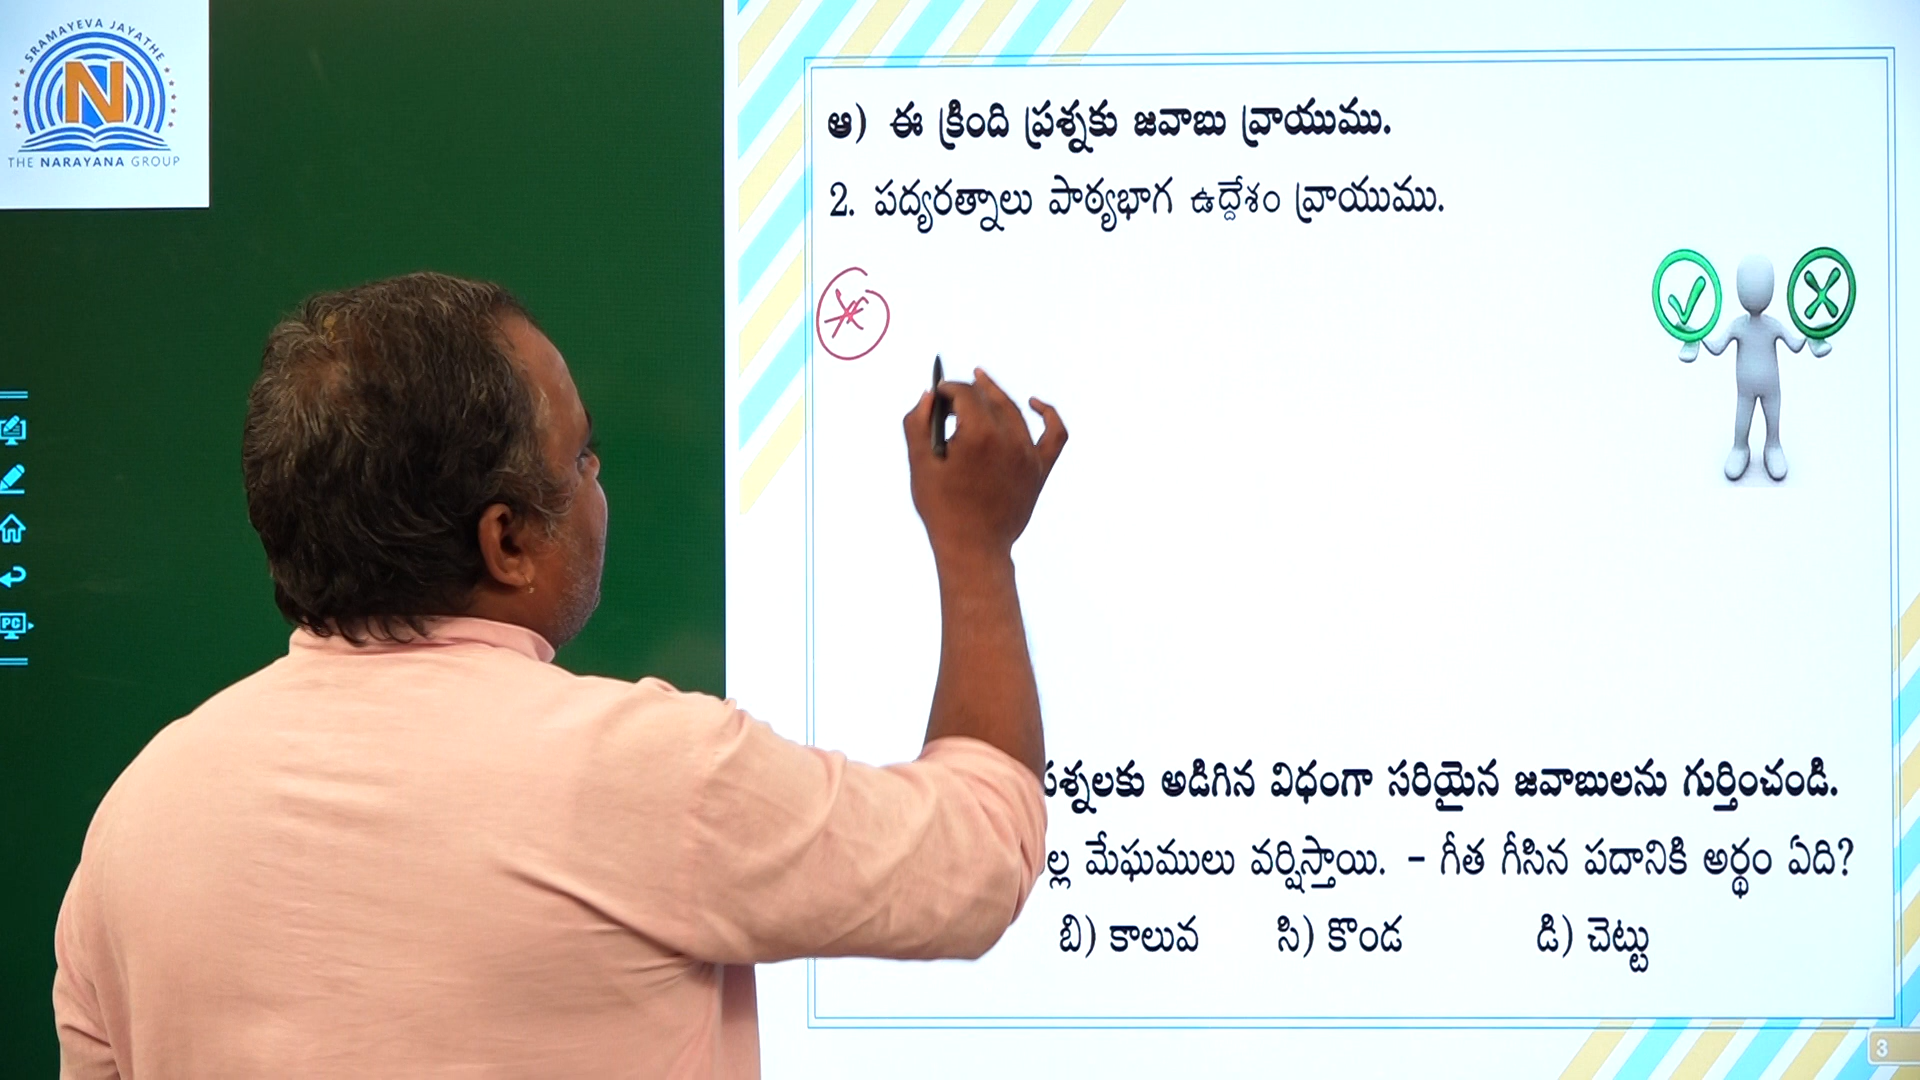 SRAMAYEVA JAYATHE
N
THE NARAYANA GROUP
PC
ఆ) ఈ క్రింది ప్రశ్నకు జవాబు వ్రాయుము.
2. పద్యరత్నాలు పాఠ్యభాగ ఉద్దేశం వ్రాయుము.
అడిగిన విధంగా సరియైన జవాబులను గుర్తించండి.
మేఘములు వర్షిస్తాయి. – గీత గీసిన పదానికి అర్థం ఏది?
బి) కాలువ సి) కొండ డి) చెట్టు
3